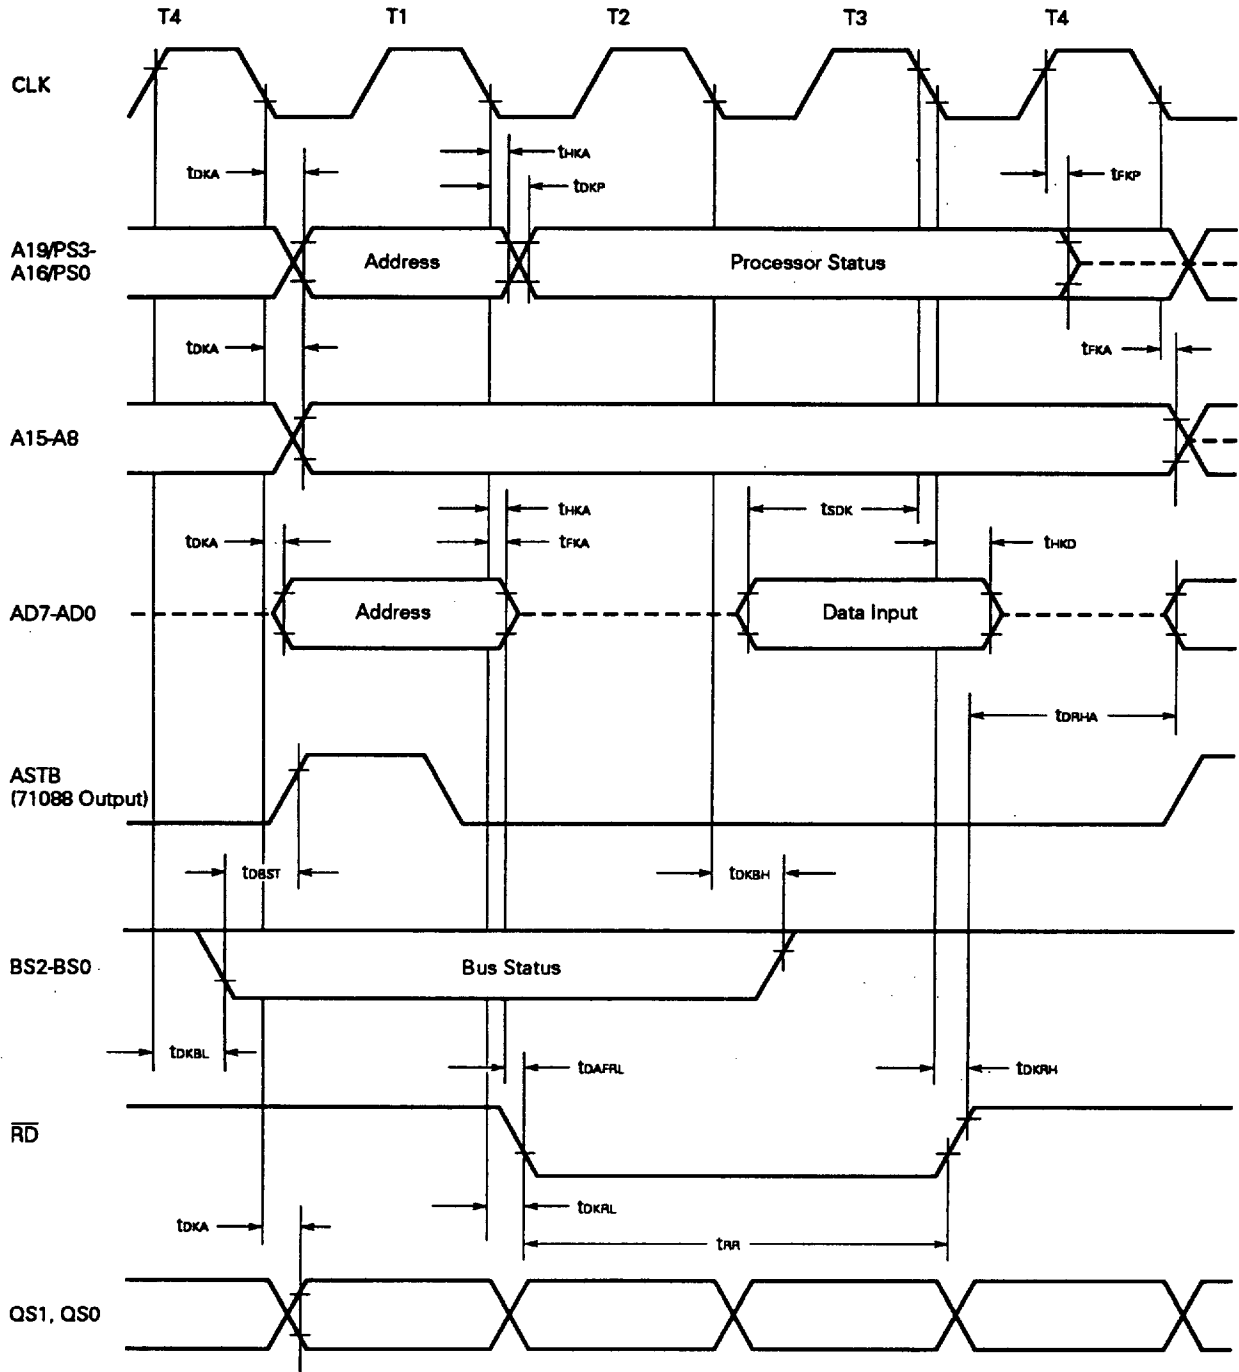 T4 T1 T2 T3 T4
CLK
tHKA
tDKA tDKP tFKP
A19/PS3-
A16/PS0
Address Processor Status
tDKA tFKA
A15-A8
tHKA tSDK
tDKA tFKA tHKD
AD7-AD0 Address Data Input
tDRHA
ASTB
(71088 Output)
tDBST tDKBH
BS2-BS0 Bus Status
tDKBL tDAFRL tDKRH
RD
tDKRL
tDKA tRR
QS1, QS0